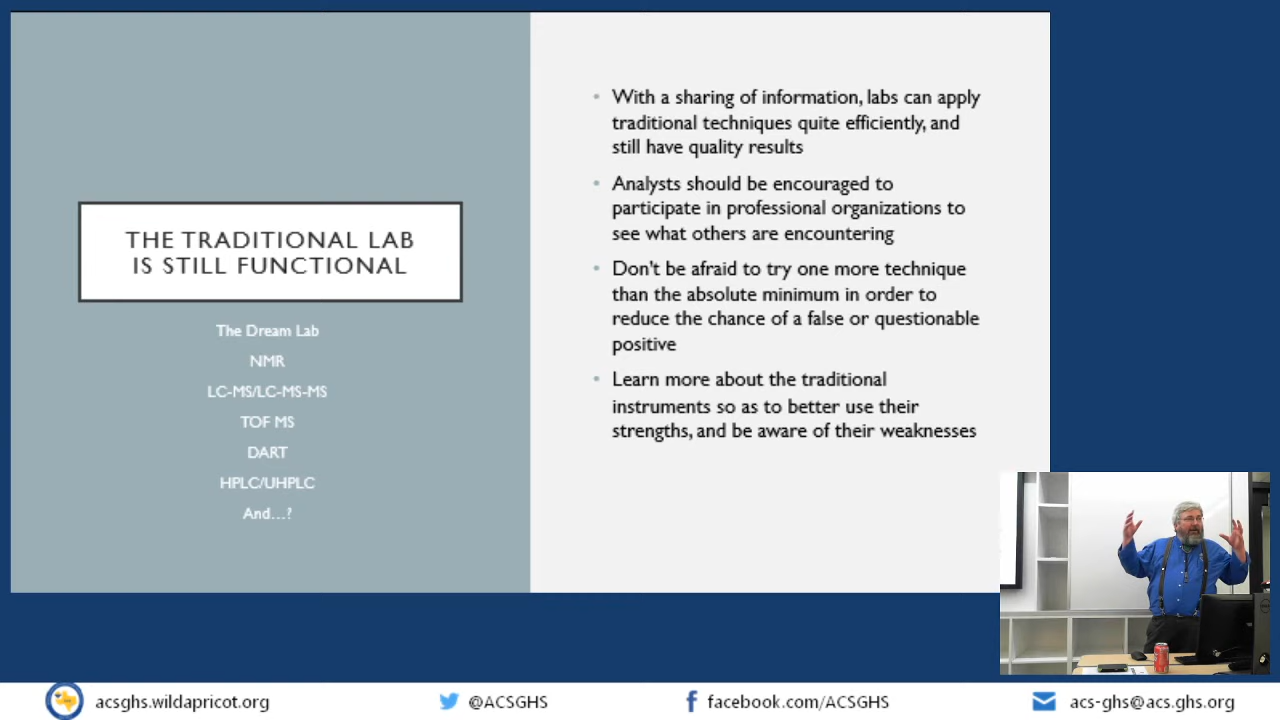 THE TRADITIONAL LAB
IS STILL FUNCTIONAL
The Dream Lab
NMR
LC-MS/LC-MS-MS
TOF MS
DART
HPLC/UHPLC
And...?
• With a sharing of information, labs can apply
traditional techniques quite efficiently, and
still have quality results
• Analysts should be encouraged to
participate in professional organizations to
see what others are encountering
• Don't be afraid to try one more technique
than the absolute minimum in order to
reduce the chance of a false or questionable
positive
• Learn more about the traditional
instruments so as to better use their
strengths, and be aware of their weaknesses
acsghs.wildapricot.org
@ACSGHS
facebook.com/ACSGHS
acs-ghs@acs.ghs.org